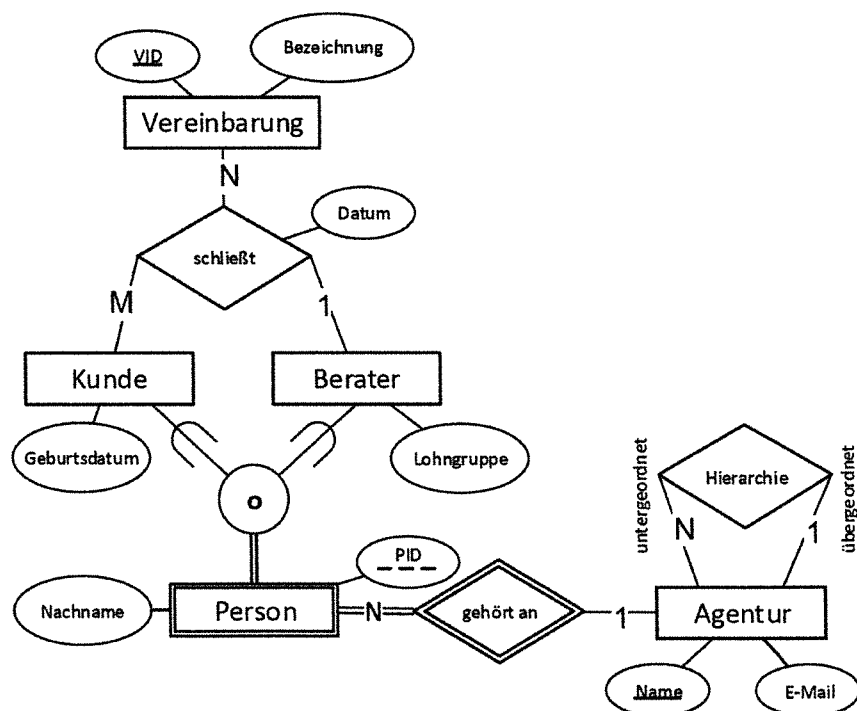 VID
Bezeichnung
Vereinbarung
N
Datum
schließt
M
1
Kunde
Berater
Geburtsdatum
Lohngruppe
untergeordnet
Hierarchie
übergeordnet
N
1
o
PID
Nachname
Person
N
gehört an
1
Agentur
Name
E-Mail